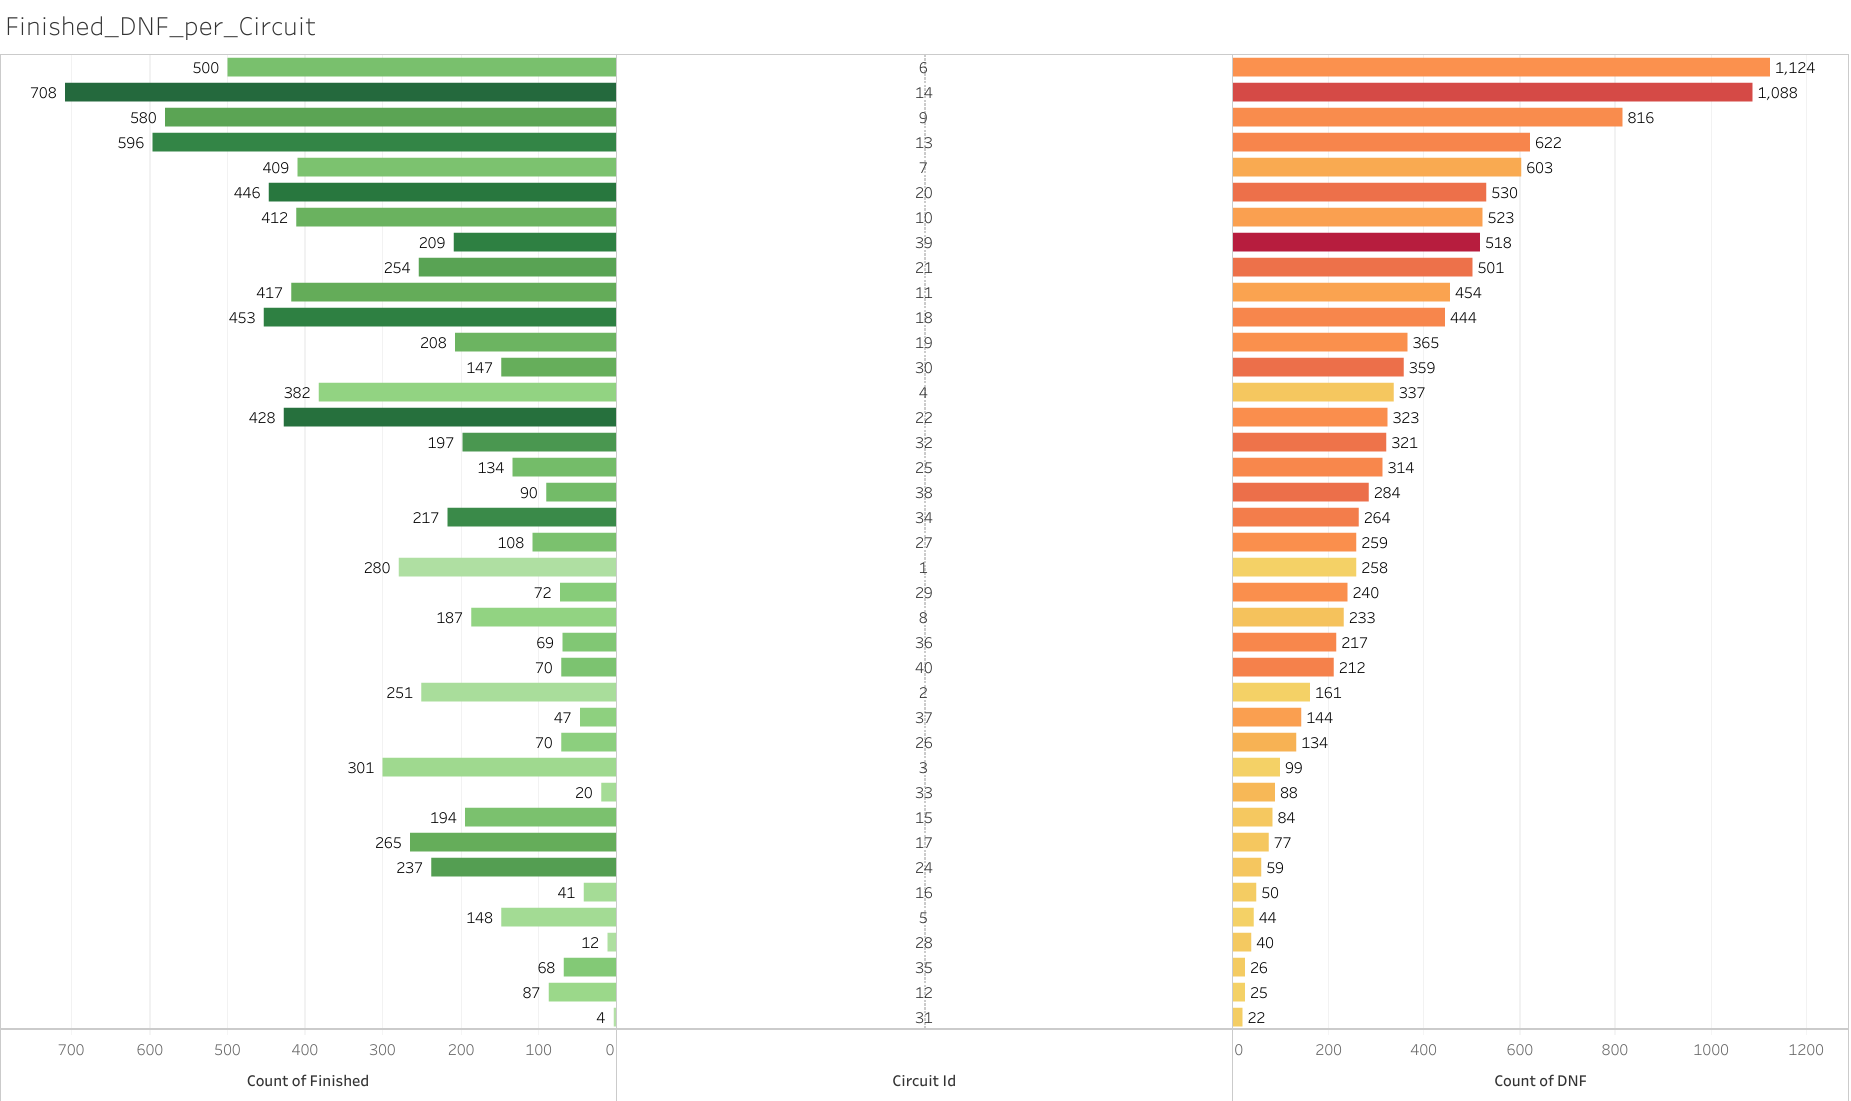 Finished_DNF_per_Circuit
500 6 1,124
708 14 1,088
580 9 816
596 13 622
409 7 603
446 20 530
412 10 523
209 39 518
254 21 501
417 11 454
453 18 444
208 19 365
147 30 359
382 4 337
428 22 323
197 32 321
134 25 314
90 38 284
217 34 264
108 27 259
280 1 258
72 29 240
187 8 233
69 36 217
70 40 212
251 2 161
47 37 144
70 26 134
301 3 99
20 33 88
194 15 84
265 17 77
237 24 59
41 16 50
148 5 44
12 28 40
68 35 26
87 12 25
4 31 22
700 600 500 400 300 200 100 0 0 200 400 600 800 1000 1200
Count of Finished Circuit Id Count of DNF